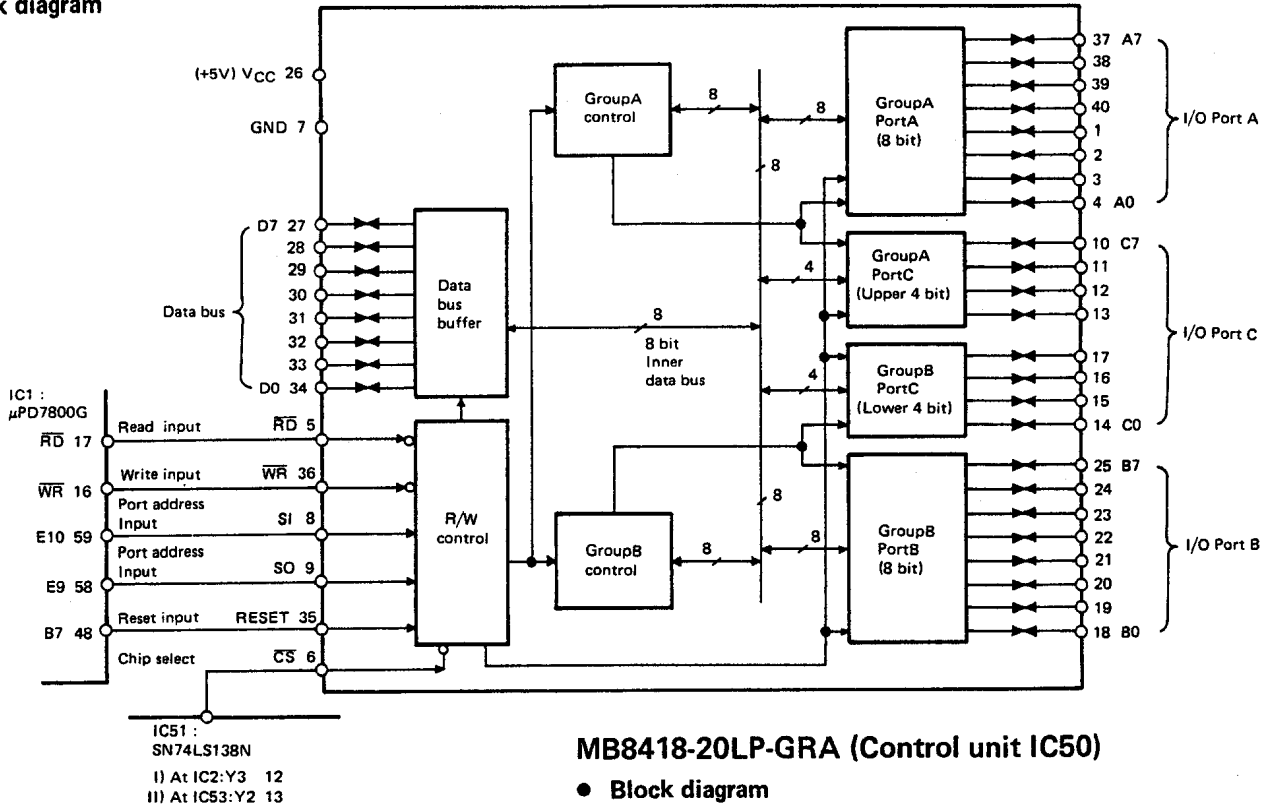 k diagram
(+5V) VCC 26
GND 7
D7 27
28
29
30
31
32
33
D0 34
Data bus
Data
bus
buffer
GroupA
control
8
8
8
GroupA
PortA
(8 bit)
37 A7
38
39
40
1
2
3
4 A0
I/O Port A
4
GroupA
PortC
(Upper 4 bit)
10 C7
11
12
13
I/O Port C
8
8 bit
Inner
data bus
4
GroupB
PortC
(Lower 4 bit)
17
16
15
14 C0
IC1 :
μPD7800G
RD 17
Read input
RD 5
WR 16
Write input
WR 36
E10 59
Port address
Input
SI 8
E9 58
Port address
Input
SO 9
B7 48
Reset input
RESET 35
Chip select
CS 6
R/W
control
GroupB
control
8
8
8
GroupB
PortB
(8 bit)
25 B7
24
23
22
21
20
19
18 B0
I/O Port B
IC51 :
SN74LS138N
I) At IC2:Y3 12
II) At IC53:Y2 13
MB8418-20LP-GRA (Control unit IC50)
● Block diagram